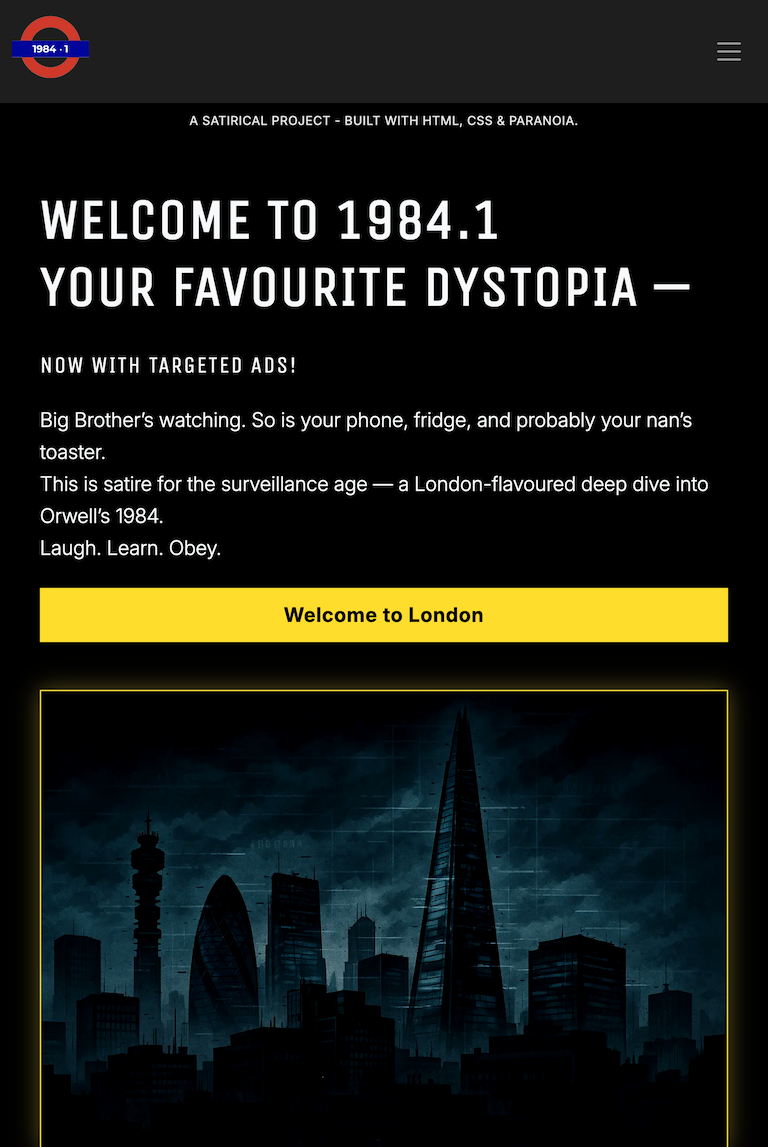 1984 · 1
A SATIRICAL PROJECT - BUILT WITH HTML, CSS & PARANOIA.
WELCOME TO 1984.1
YOUR FAVOURITE DYSTOPIA —
NOW WITH TARGETED ADS!
Big Brother’s watching. So is your phone, fridge, and probably your nan’s
toaster.
This is satire for the surveillance age — a London-flavoured deep dive into
Orwell’s 1984.
Laugh. Learn. Obey.
Welcome to London